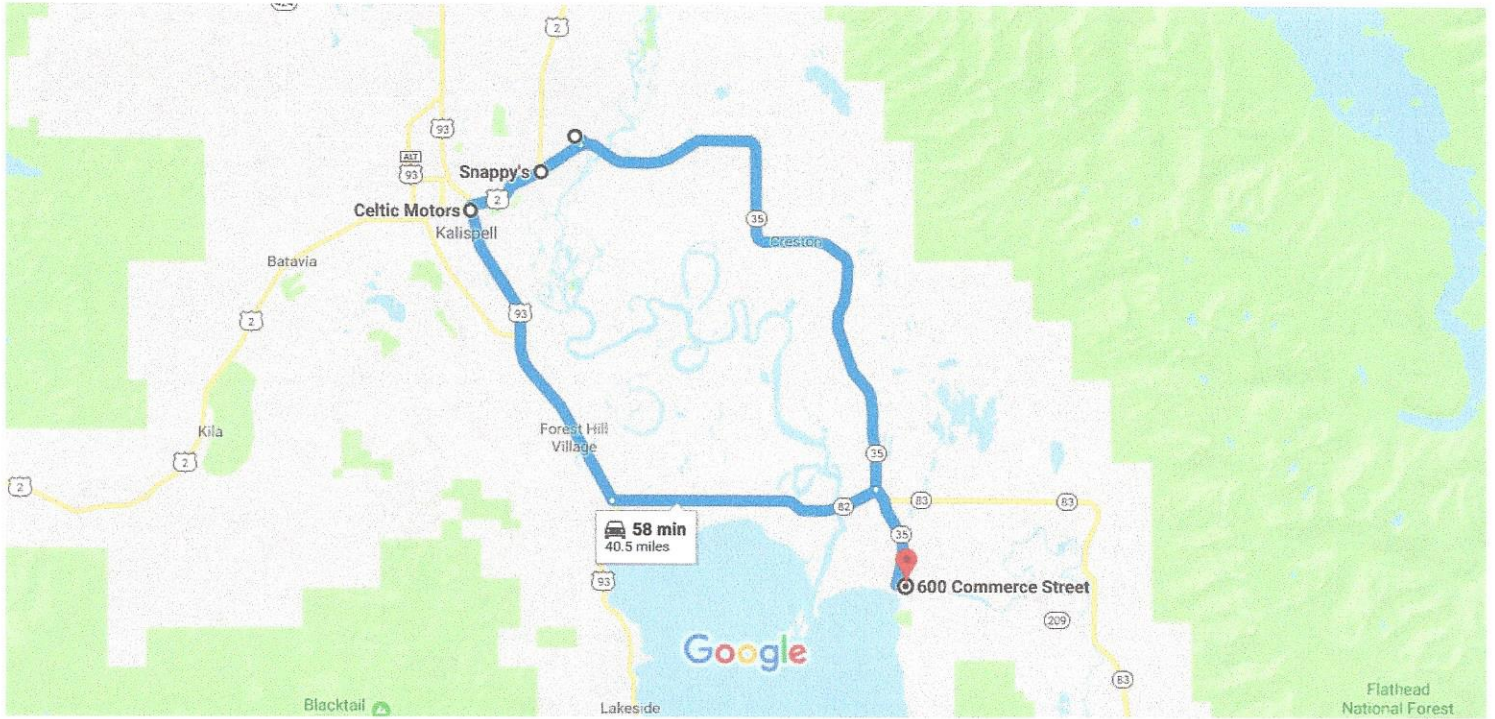 2
93
ALT
93
Snappy's
2
Celtic Motors
Kalispell
35
Creston
Batavia
2
93
Kila
2
2
Forest Hill
Village
35
82
83
83
58 min
40.5 miles
35
93
600 Commerce Street
209
Google
83
Blacktail
Lakeside
Flathead
National Forest